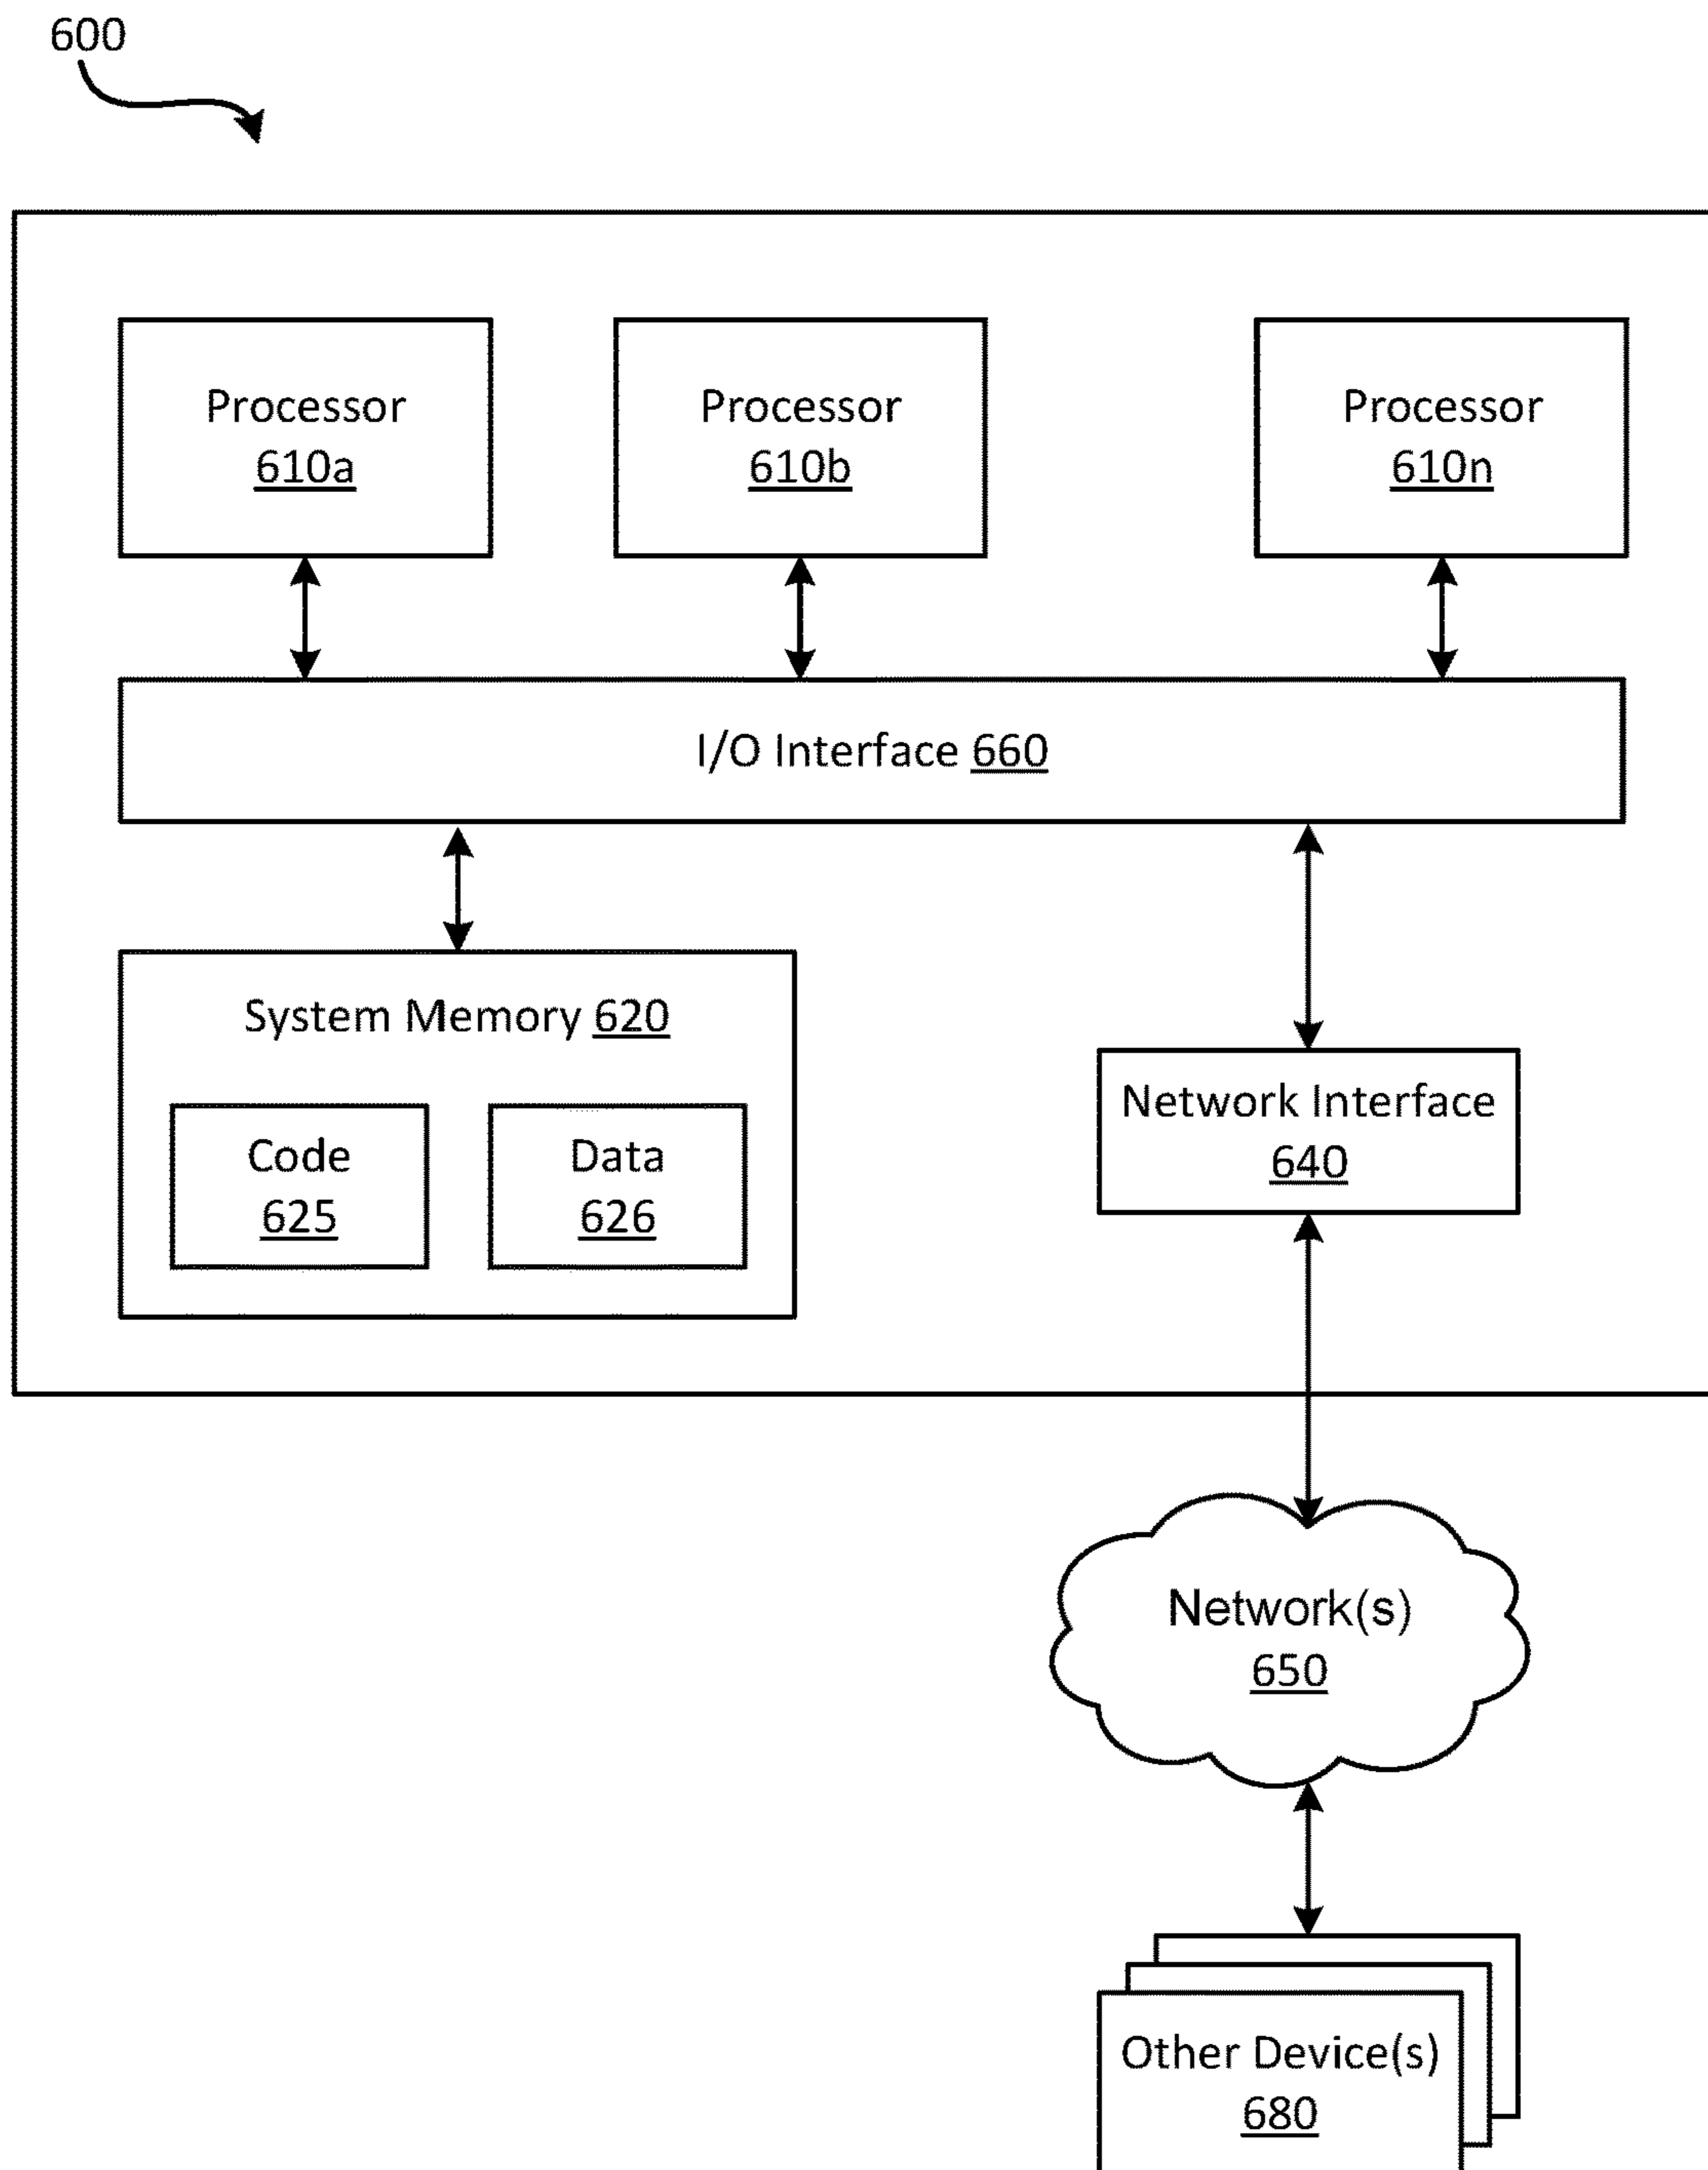 600
Processor
610a
Processor
610b
Processor
610n
I/O Interface 660
System Memory 620
Code
625
Data
626
Network Interface
640
Network(s)
650
Other Device(s)
680